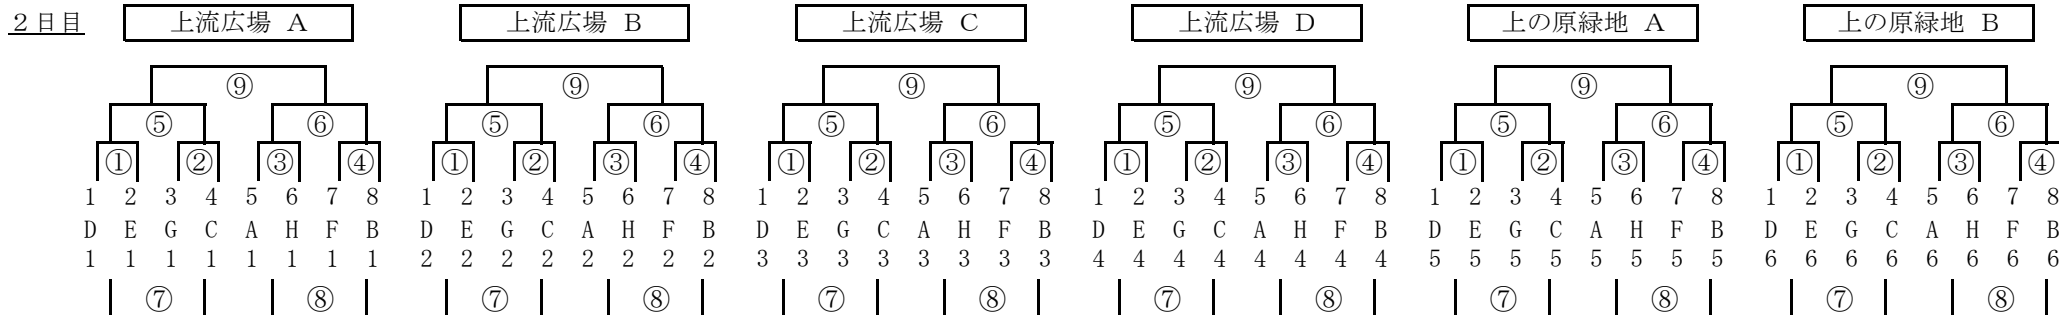 ２日目 上流広場 A 上流広場 B 上流広場 C 上流広場 D 上の原緑地 A 上の原緑地 B
⑨ ⑨ ⑨ ⑨ ⑨ ⑨
⑤ ⑥ ⑤ ⑥ ⑤ ⑥ ⑤ ⑥ ⑤ ⑥ ⑤ ⑥
① ② ③ ④ ① ② ③ ④ ① ② ③ ④ ① ② ③ ④ ① ② ③ ④ ① ② ③ ④
1 2 3 4 5 6 7 8 1 2 3 4 5 6 7 8 1 2 3 4 5 6 7 8 1 2 3 4 5 6 7 8 1 2 3 4 5 6 7 8 1 2 3 4 5 6 7 8
D E G C A H F B D E G C A H F B D E G C A H F B D E G C A H F B D E G C A H F B D E G C A H F B
1 1 1 1 1 1 1 1 2 2 2 2 2 2 2 2 3 3 3 3 3 3 3 3 4 4 4 4 4 4 4 4 5 5 5 5 5 5 5 5 6 6 6 6 6 6 6 6
⑦ ⑧ ⑦ ⑧ ⑦ ⑧ ⑦ ⑧ ⑦ ⑧ ⑦ ⑧